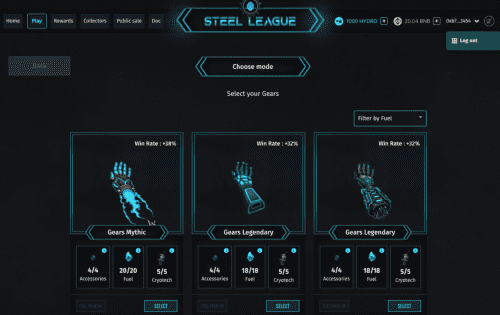 Home Play Rewards Collectors Public sale Doc
STEEL LEAGUE
1000 HYDRO 25.04 BNB
Log out
Back
Choose mode
Select your Gears
Filter by Fuel
Win Rate : +38% Win Rate : +32% Win Rate : +32%
Gears Mythic Gears Legendary Gears Legendary
4/4 20/20 5/5 4/4 18/18 5/5 4/4 18/18 5/5
Accessories Fuel Cryotech Accessories Fuel Cryotech Accessories Fuel Cryotech
SELECT SELECT SELECT